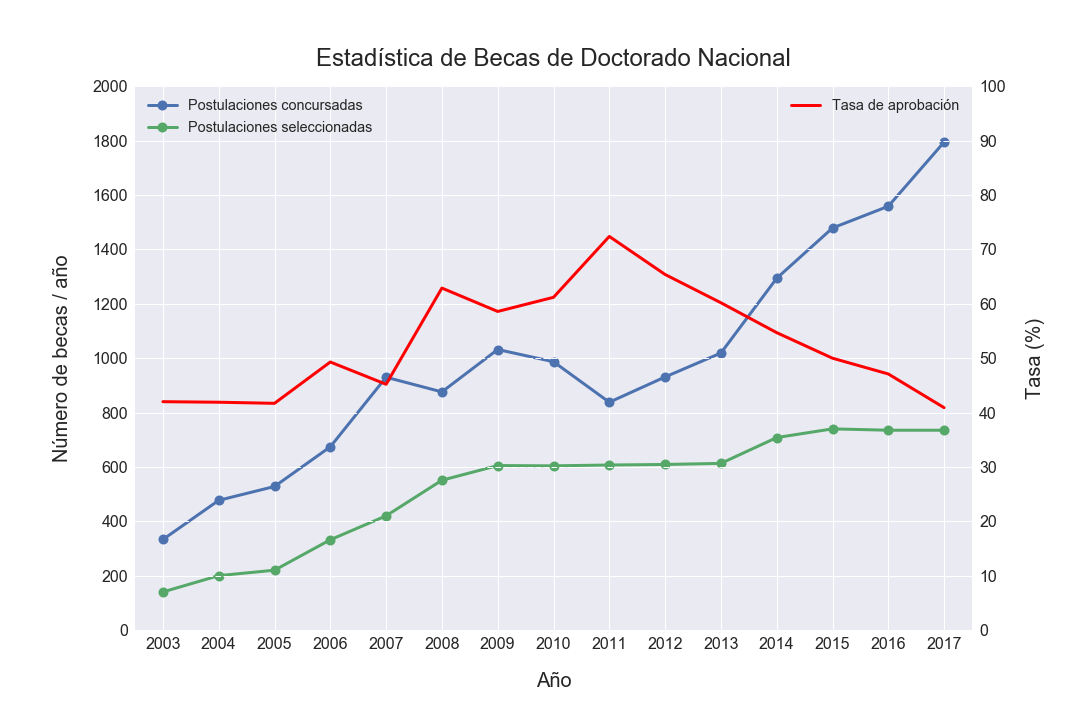 Estadística de Becas de Doctorado Nacional
Postulaciones concursadas
Postulaciones seleccionadas
Tasa de aprobación
Número de becas / año
2000
1800
1600
1400
1200
1000
800
600
400
200
0
100
90
80
70
60
50
40
30
20
10
0
Tasa (%)
2003 2004 2005 2006 2007 2008 2009 2010 2011 2012 2013 2014 2015 2016 2017
Año